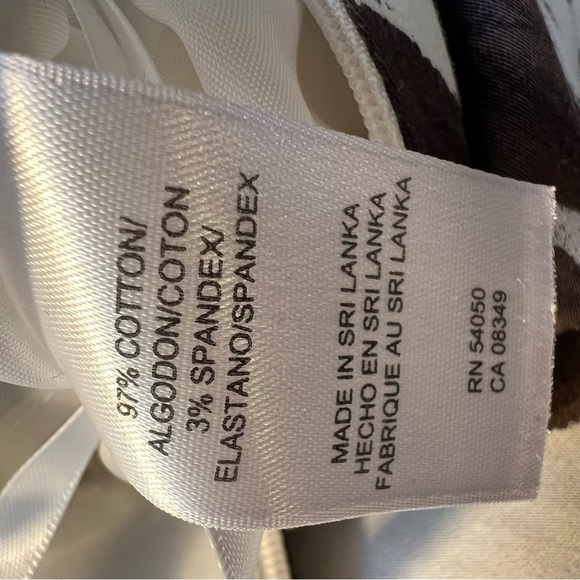 97% COTTON/
ALGODON/COTON
3% SPANDEX/
ELASTANO/SPANDEX
MADE IN SRI LANKA
HECHO EN SRI LANKA
FABRIQUE AU SRI LANKA
RN 54050
CA 08349